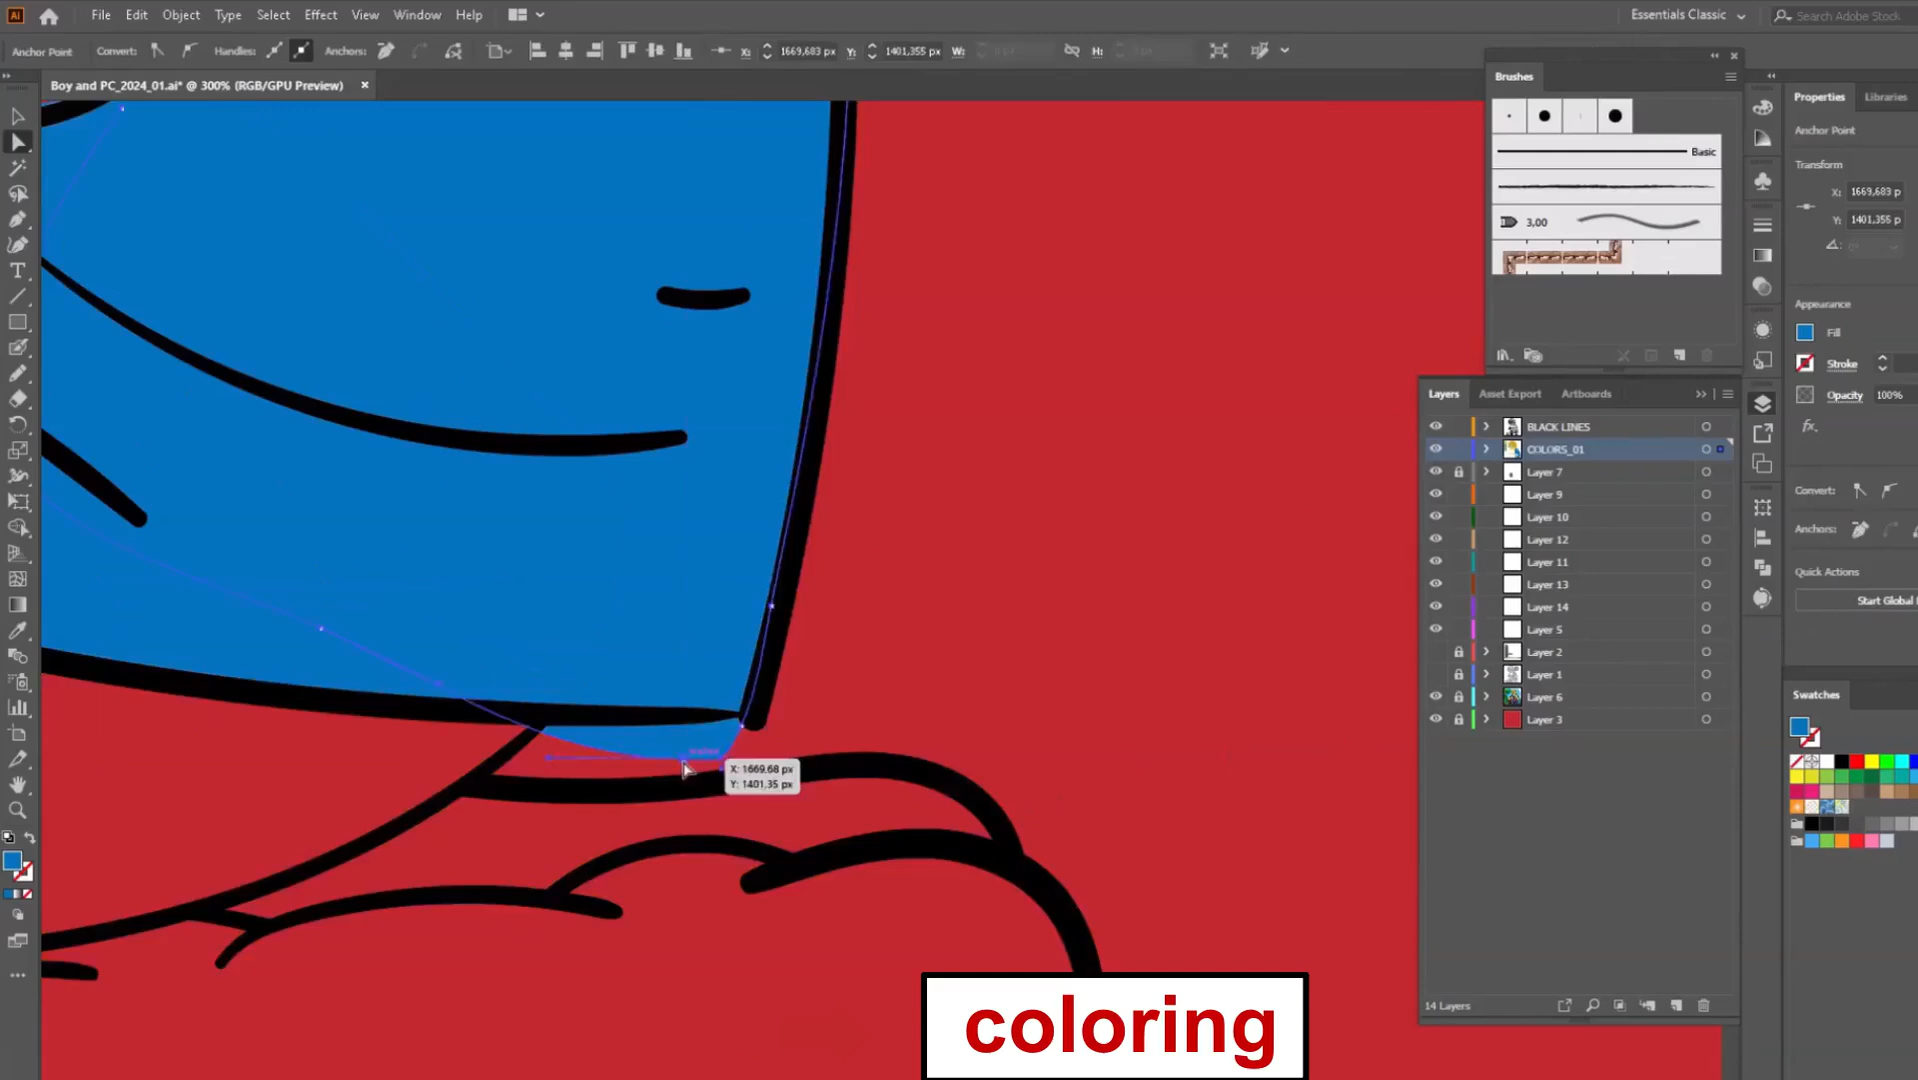 Ai File Edit Object Type Select Effect View Window Help Essentials Classic Search Adobe Stock
Anchor Point Convert: Handles: Anchors: X: 1669,683 px Y: 1401,355 px W: H:
Boy and PC_2024_01.ai* @ 300% (RGB/GPU Preview) ×
Brushes
Basic
3,00
Properties Libraries
Anchor Point
Transform
X: 1669,683 p
Y: 1401,355 p
Appearance
Fill
Stroke
Opacity 100%
fx.
Layers Asset Export Artboards
BLACK LINES
COLORS_01
Layer 7
Layer 9
Layer 10
Layer 12
Layer 11
Layer 13
Layer 14
Layer 5
Layer 2
Layer 1
Layer 6
Layer 3
14 Layers
Convert:
Anchors:
Quick Actions
Start Global
Swatches
X: 1669,68 px
Y: 1401,35 px
coloring